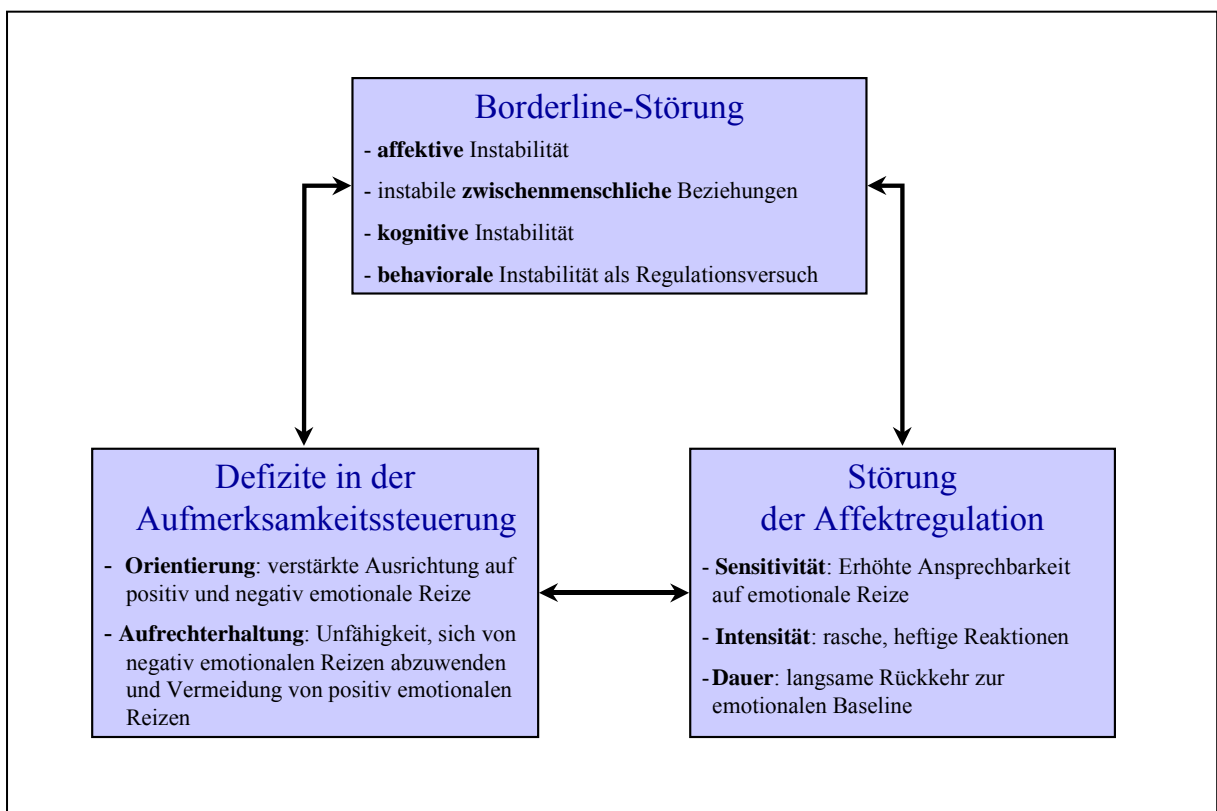 Borderline-Störung
- affektive Instabilität
- instabile zwischenmenschliche Beziehungen
- kognitive Instabilität
- behaviorale Instabilität als Regulationsversuch
Defizite in der
Aufmerksamkeitssteuerung
- Orientierung: verstärkte Ausrichtung auf
positiv und negativ emotionale Reize
- Aufrechterhaltung: Unfähigkeit, sich von
negativ emotionalen Reizen abzuwenden
und Vermeidung von positiv emotionalen
Reizen
Störung
der Affektregulation
- Sensitivität: Erhöhte Ansprechbarkeit
auf emotionale Reize
- Intensität: rasche, heftige Reaktionen
-Dauer: langsame Rückkehr zur
emotionalen Baseline